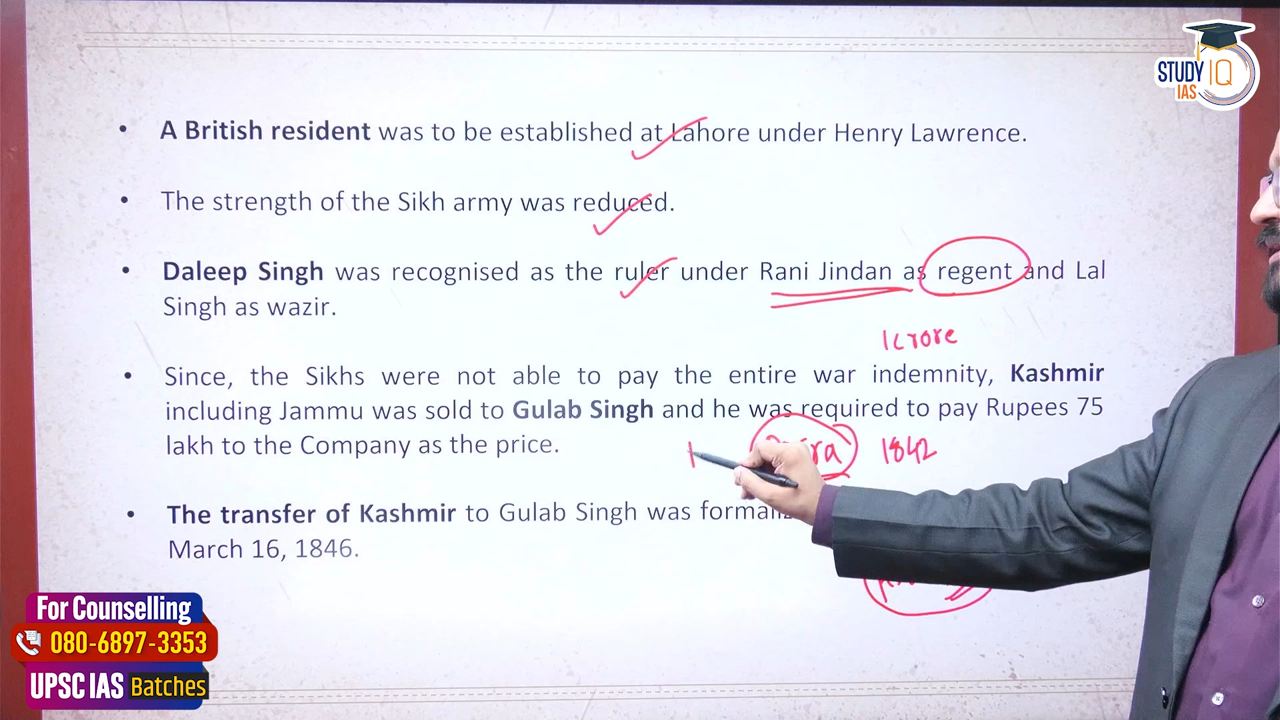 STUDY IQ
IAS
• A British resident was to be established at Lahore under Henry Lawrence.
• The strength of the Sikh army was reduced.
• Daleep Singh was recognised as the ruler under Rani Jindan as regent and Lal
Singh as wazir.
1crore
• Since, the Sikhs were not able to pay the entire war indemnity, Kashmir
including Jammu was sold to Gulab Singh and he was required to pay Rupees 75
lakh to the Company as the price.
1842
• The transfer of Kashmir to Gulab Singh was
March 16, 1846.
For Counselling
080-6897-3353
UPSC IAS Batches